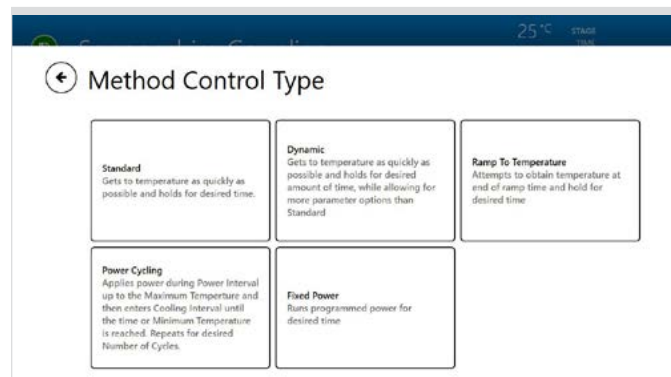 25 °C STAGE
Method Control Type
Standard
Gets to temperature as quickly as
possible and holds for desired time.
Dynamic
Gets to temperature as quickly as
possible and holds for desired
amount of time, while allowing for
more parameter options than
Standard
Ramp To Temperature
Attempts to obtain temperature at
end of ramp time and hold for
desired time
Power Cycling
Applies power during Power Interval
up to the Maximum Temperture and
then enters Cooling Interval until
the time or Minimum Temperature
is reached. Repeats for desired
Number of Cycles.
Fixed Power
Runs programmed power for
desired time